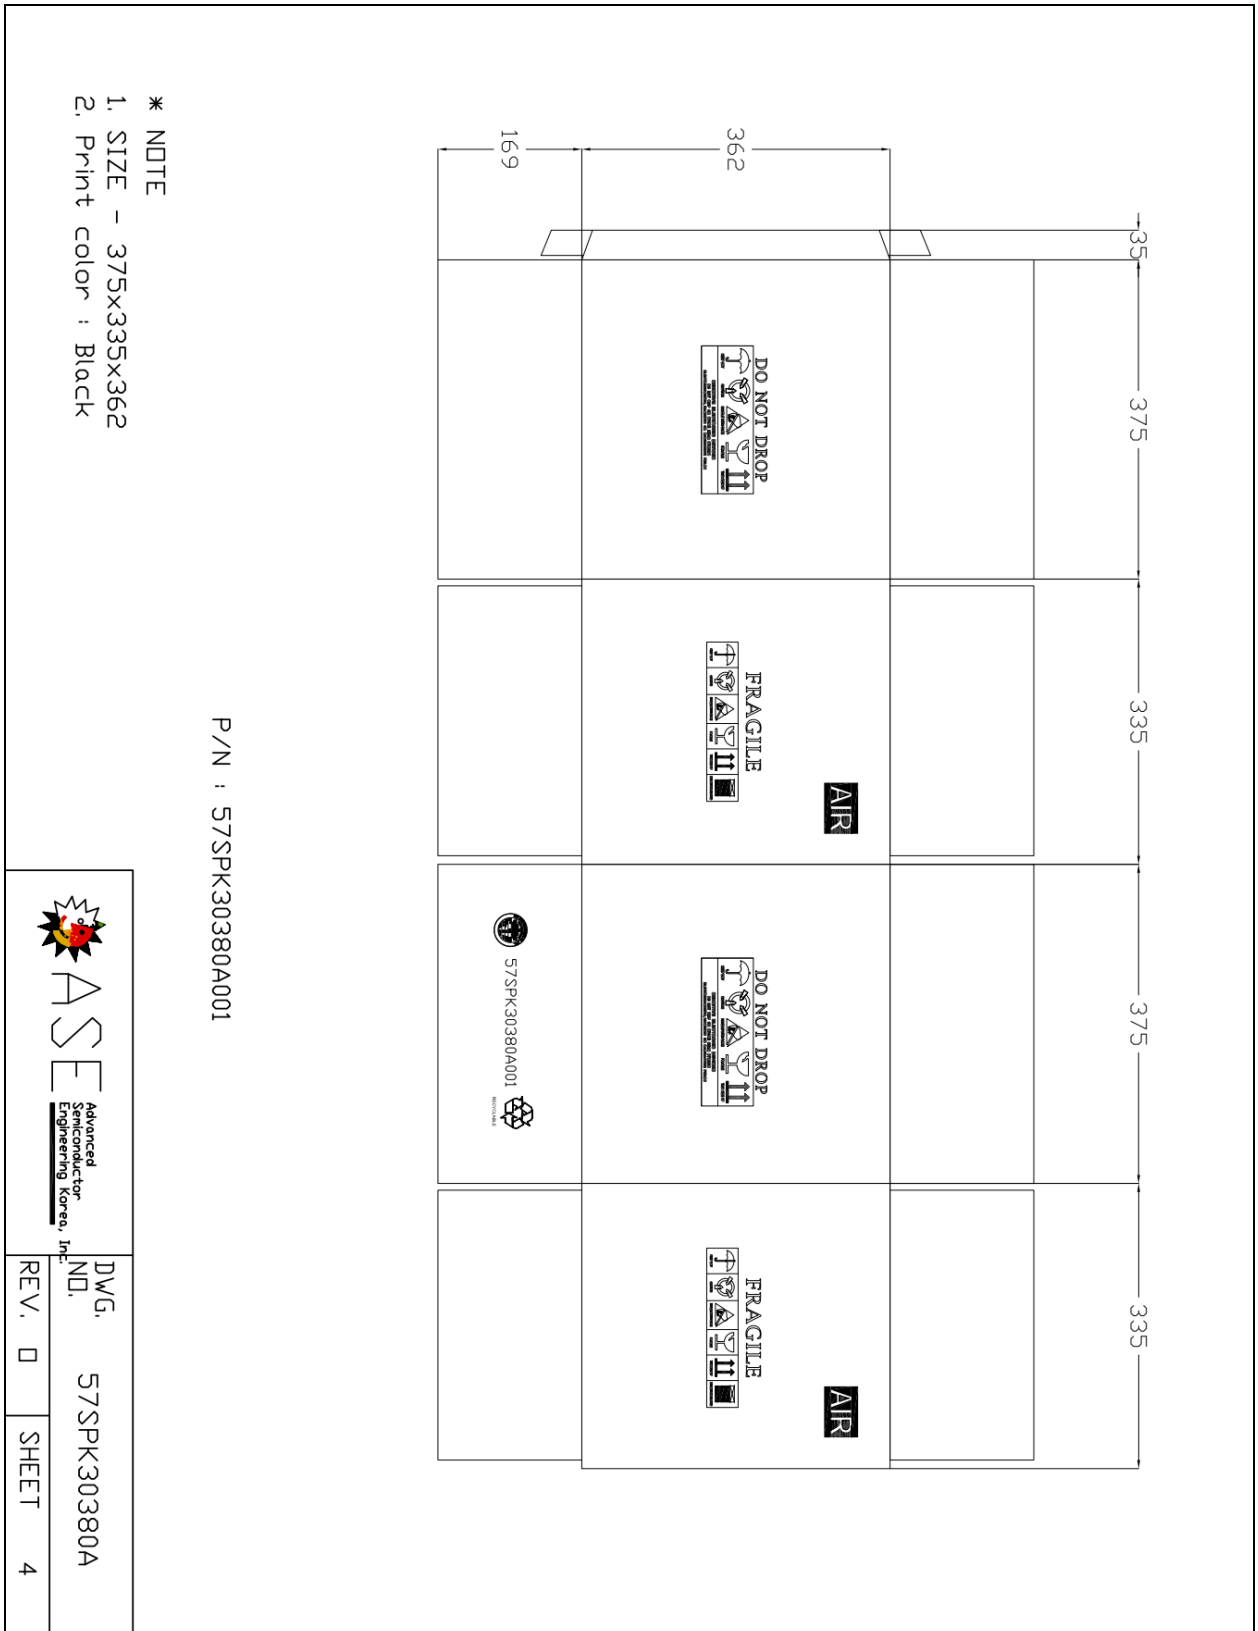 35
375
335
375
335
362
169
DO NOT DROP
FRAGILE
AIR
DO NOT DROP
FRAGILE
AIR
57SPK30380A001
RECYCLABLE
P/N : 57SPK30380A001
* NOTE
1. SIZE - 375x335x362
2. Print color : Black
ASE
Advanced
Semiconductor
Engineering Korea, Inc.
DWG.
NO. 57SPK30380A
REV. O SHEET 4